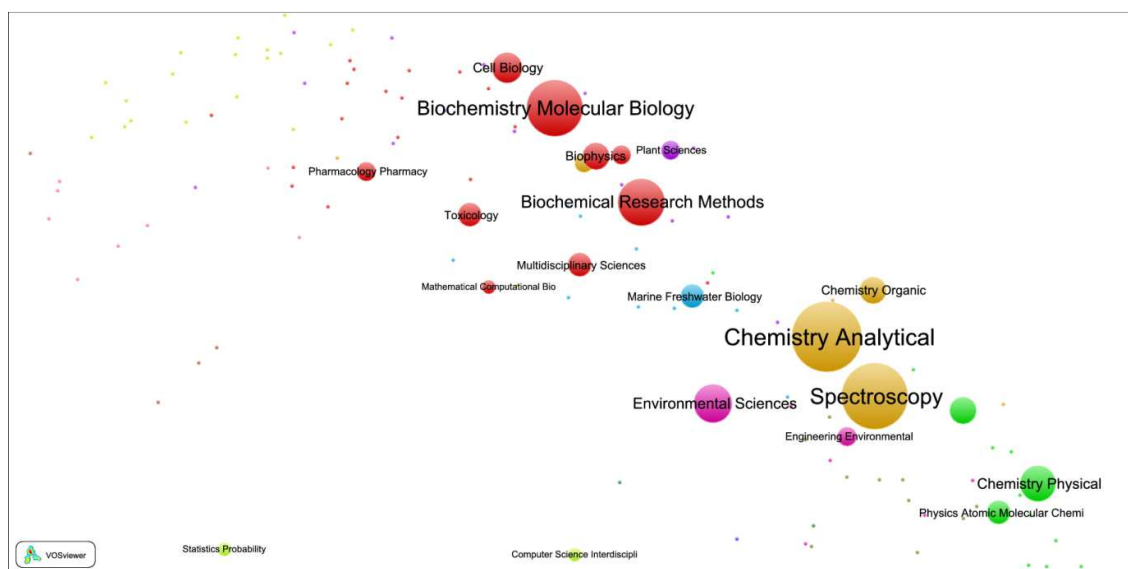 Cell Biology
Biochemistry Molecular Biology
Plant Sciences
Biophysics
Pharmacology Pharmacy
Biochemical Research Methods
Toxicology
Multidisciplinary Sciences
Mathematical Computational Bio
Chemistry Organic
Marine Freshwater Biology
Chemistry Analytical
Spectroscopy
Environmental Sciences
Engineering Environmental
Chemistry Physical
Physics Atomic Molecular Chemi
Statistics Probability
Computer Science Interdiscipli
VOSviewer